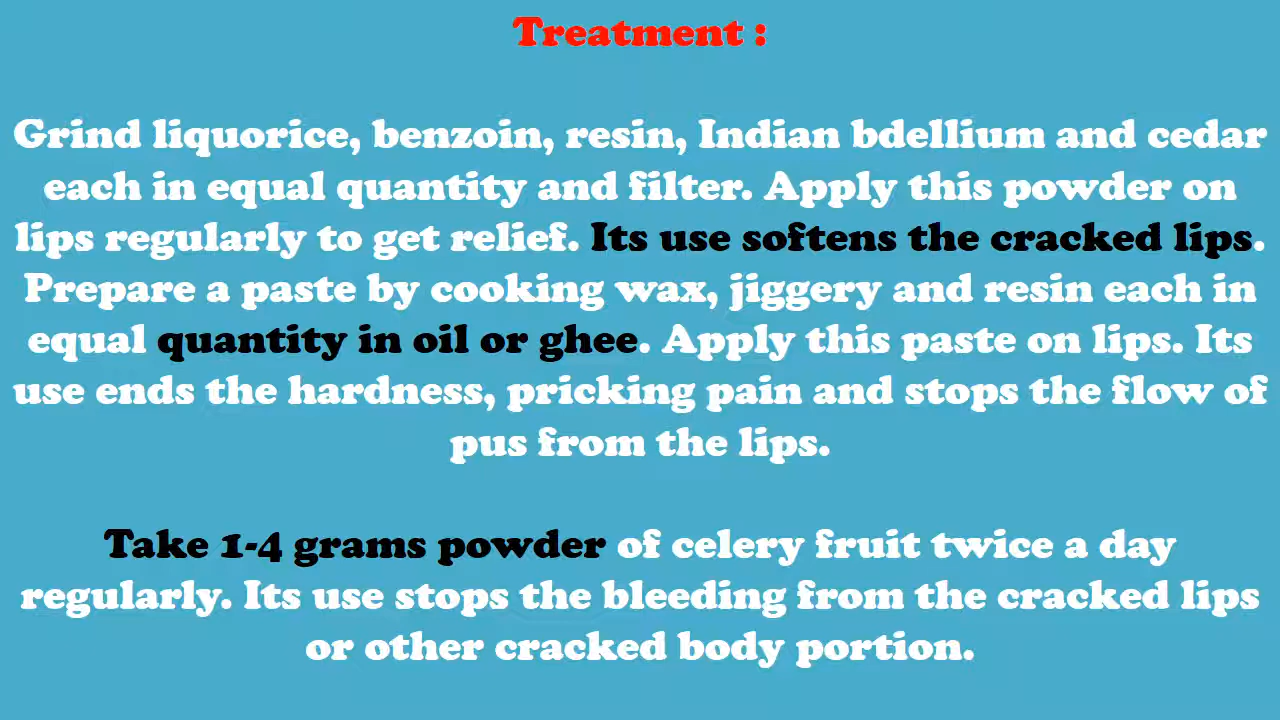 Treatment :
Grind liquorice, benzoin, resin, Indian bdellium and cedar
each in equal quantity and filter. Apply this powder on
lips regularly to get relief. Its use softens the cracked lips.
Prepare a paste by cooking wax, jiggery and resin each in
equal quantity in oil or ghee. Apply this paste on lips. Its
use ends the hardness, pricking pain and stops the flow of
pus from the lips.
Take 1-4 grams powder of celery fruit twice a day
regularly. Its use stops the bleeding from the cracked lips
or other cracked body portion.